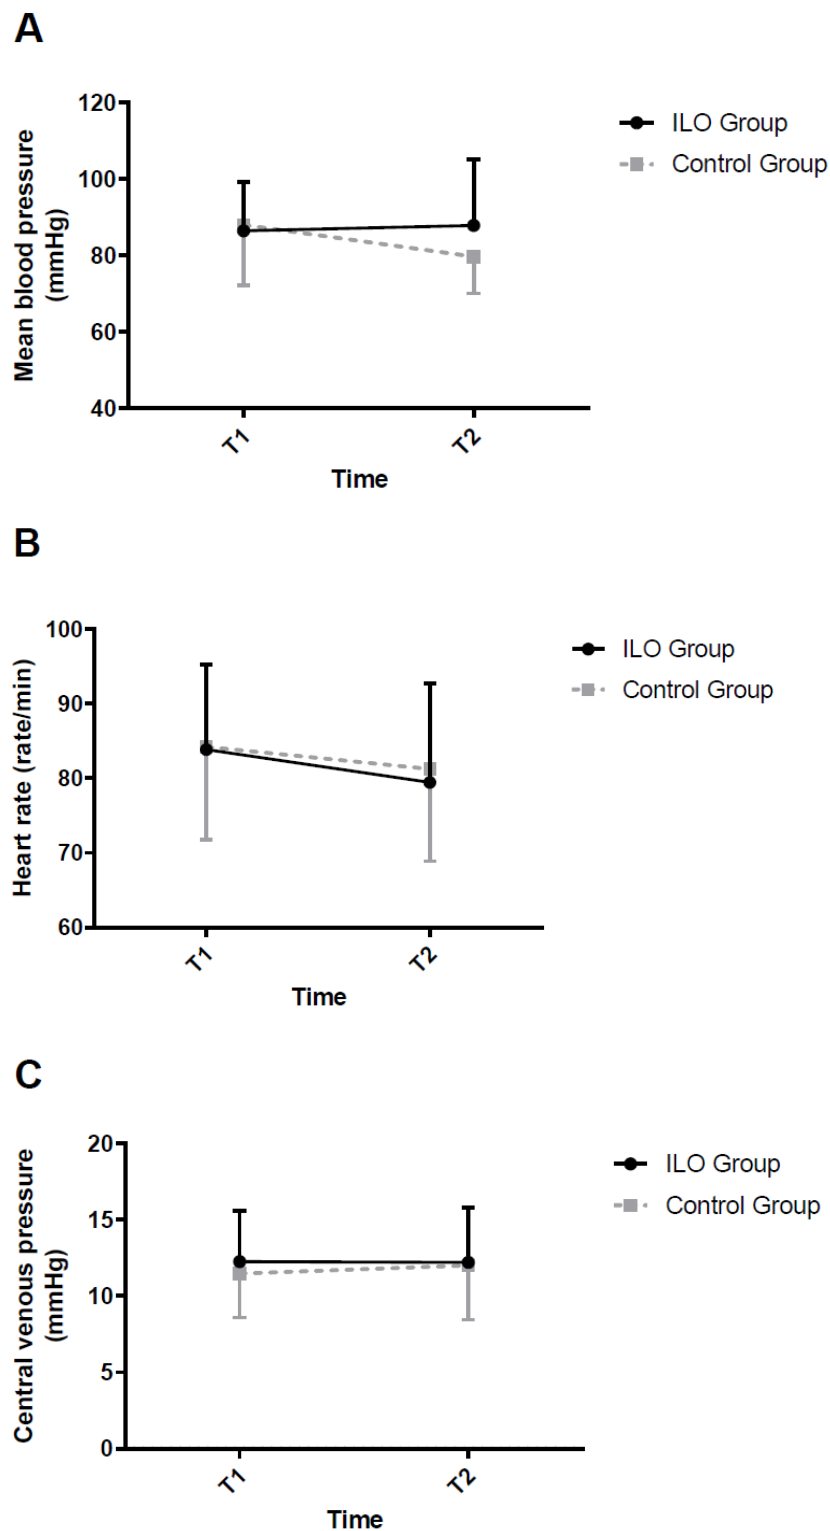 A
120
100
80
60
40
Mean blood pressure
(mmHg)
T1
T2
Time
ILO Group
Control Group
B
100
90
80
70
60
Heart rate (rate/min)
T1
T2
Time
ILO Group
Control Group
C
20
15
10
5
0
Central venous pressure
(mmHg)
T1
T2
Time
ILO Group
Control Group